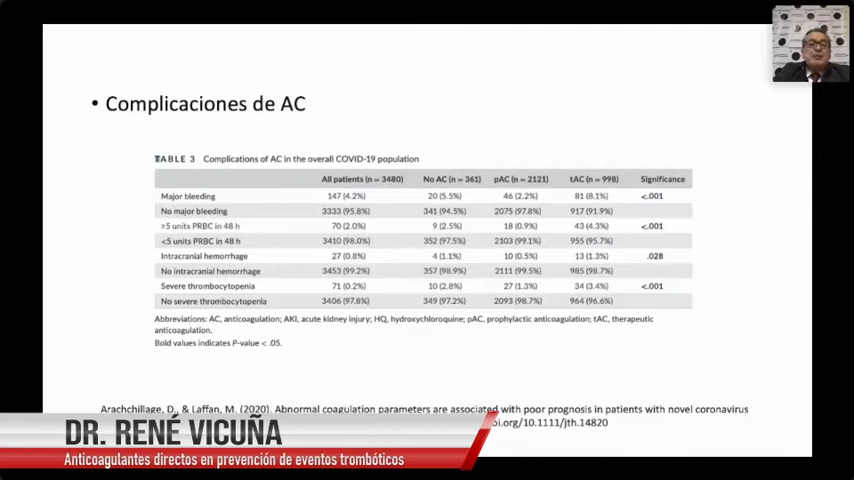 • Complicaciones de AC
TABLE 3 Complications of AC in the overall COVID-19 population
All patients (n = 3480) No AC (n = 361) pAC (n = 2121) tAC (n = 998) Significance
Major bleeding 147 (4.2%) 20 (5.5%) 46 (2.2%) 81 (8.1%) <.001
No major bleeding 3333 (95.8%) 341 (94.5%) 2075 (97.8%) 917 (91.9%)
≥5 units PRBC in 48 h 70 (2.0%) 9 (2.5%) 18 (0.9%) 43 (4.3%) <.001
<5 units PRBC in 48 h 3410 (98.0%) 352 (97.5%) 2103 (99.1%) 955 (95.7%)
Intracranial hemorrhage 27 (0.8%) 4 (1.1%) 10 (0.5%) 13 (1.3%) .028
No intracranial hemorrhage 3453 (99.2%) 357 (98.9%) 2111 (99.5%) 985 (98.7%)
Severe thrombocytopenia 71 (0.2%) 10 (2.8%) 27 (1.3%) 34 (3.4%) <.001
No severe thrombocytopenia 3406 (97.8%) 349 (97.2%) 2093 (98.7%) 964 (96.6%)
Abbreviations: AC, anticoagulation; AKI, acute kidney injury; HQ, hydroxychloroquine; pAC, prophylactic anticoagulation; tAC, therapeutic
anticoagulation.
Bold values indicates P-value < .05.
Arachchillage, D., & Laffan, M. (2020). Abnormal coagulation parameters are associated with poor prognosis in patients with novel coronavirus
oi.org/10.1111/jth.14820
DR. RENÉ VICUÑA
Anticoagulantes directos en prevención de eventos trombóticos